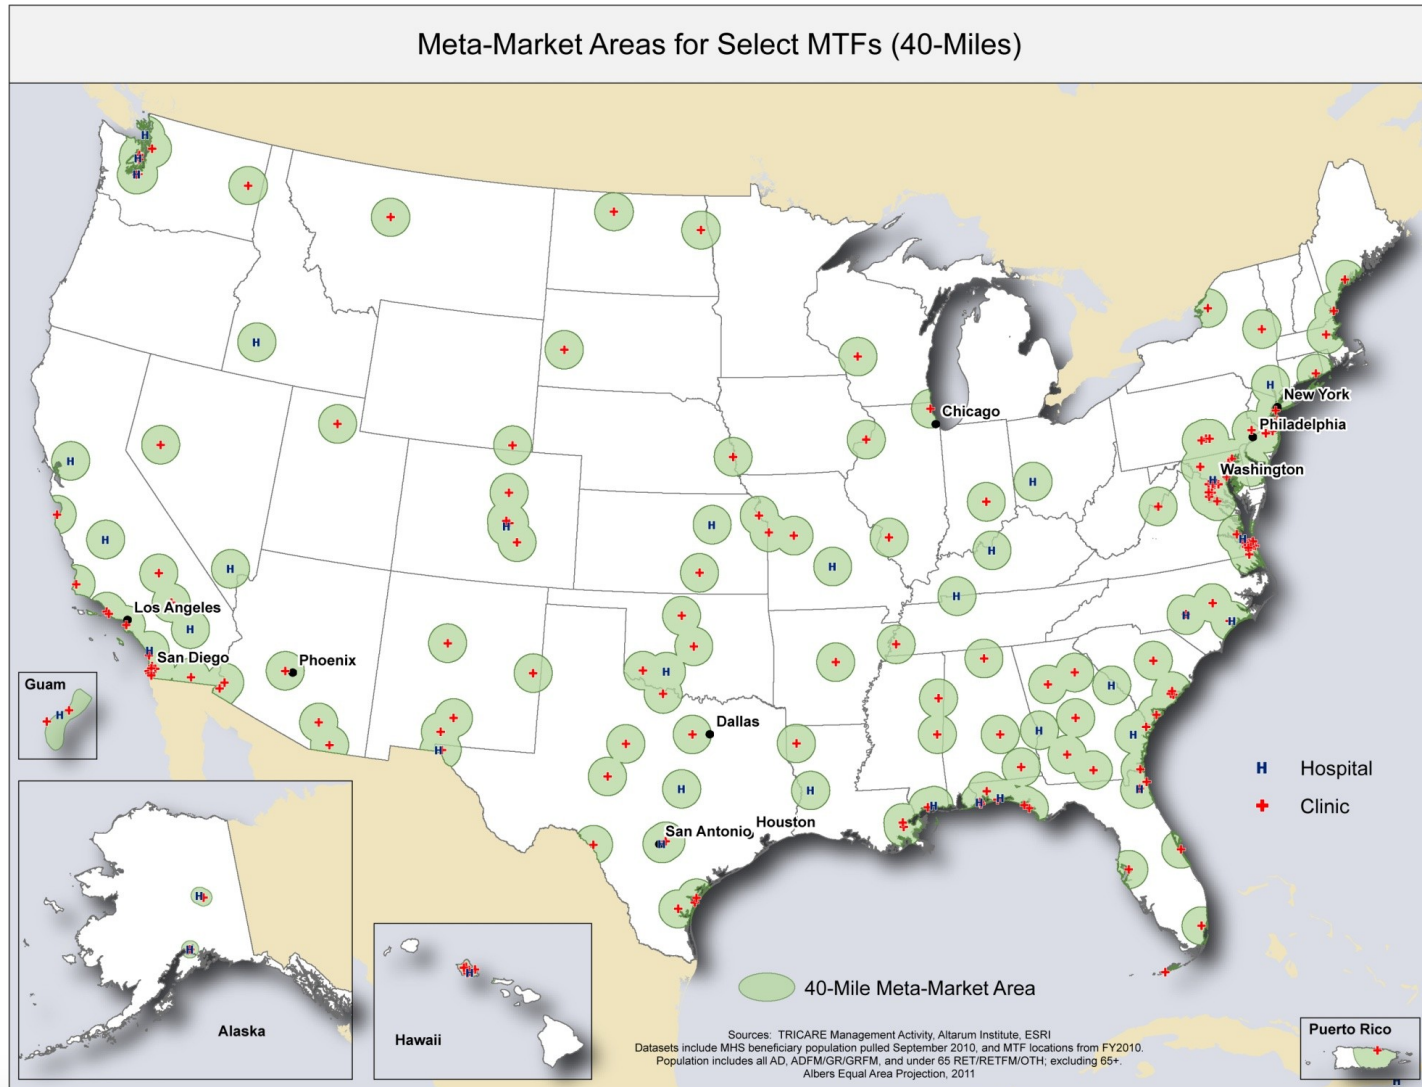 Meta-Market Areas for Select MTFs (40-Miles)
Chicago
New York
Philadelphia
Washington
Los Angeles
San Diego
Phoenix
Guam
Dallas
San Antonio
Houston
H Hospital
Clinic
40-Mile Meta-Market Area
Alaska
Hawaii
Puerto Rico
Sources: TRICARE Management Activity, Altarum Institute, ESRI
Datasets include MHS beneficiary population pulled September 2010, and MTF locations from FY2010.
Population includes all AD, ADFM/GR/GRFM, and under 65 RET/RETFM/OTH; excluding 65+.
Albers Equal Area Projection, 2011